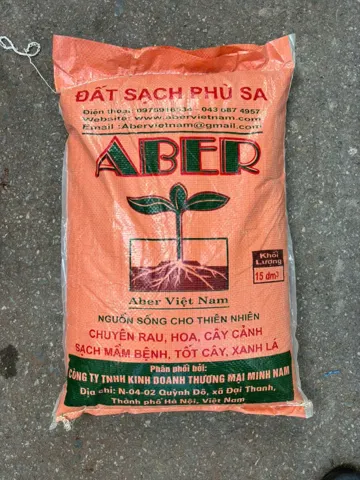 ĐẤT SẠCH PHÙ SA
Điện thoại: 0978916534 - 043 687 4957
Website: www.abervietnam.com
Email :Abervietnam@gmail.com
ABER
Khối
Lượng
15 dm³
Aber Việt Nam
NGUỒN SỐNG CHO THIÊN NHIÊN
CHUYÊN RAU, HOA, CÂY CẢNH
SẠCH MẦM BỆNH, TỐT CÂY, XANH LÁ
Phân phối bởi:
CÔNG TY TNHH KINH DOANH THƯƠNG MẠI MINH NAM
Địa chỉ: N-04-02 Quỳnh Đô, xã Đại Thanh,
Thành phố Hà Nội, Việt Nam